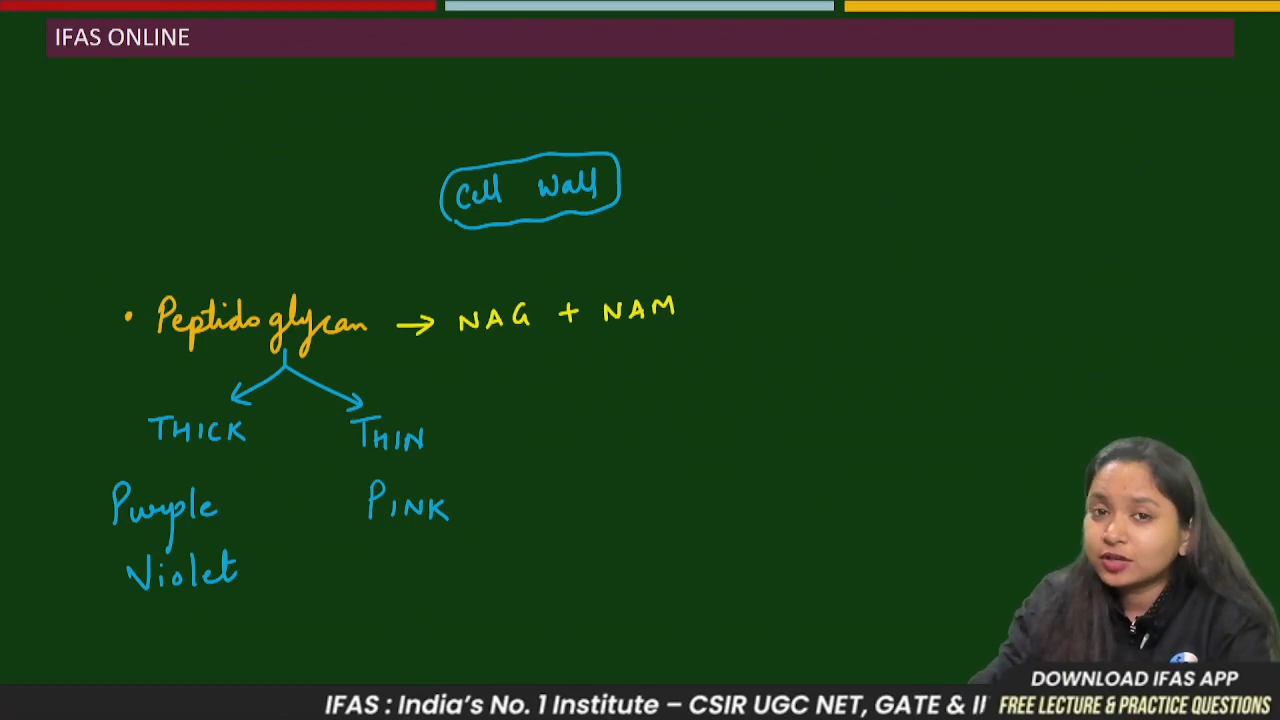 IFAS ONLINE
Cell Wall
• Peptidoglycan → NAG + NAM
THICK THIN
Purple PINK
Violet
DOWNLOAD IFAS APP
IFAS : India’s No. 1 Institute – CSIR UGC NET, GATE & II
FREE LECTURE & PRACTICE QUESTIONS